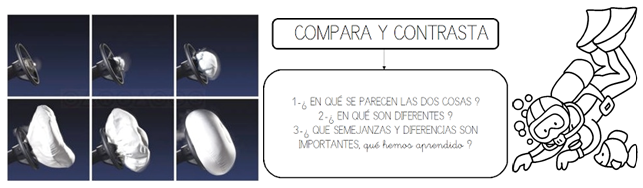 COMPARA Y CONTRASTA
1-¿ EN QUÉ SE PARECEN LAS DOS COSAS ?
2-¿ EN QUÉ SON DIFERENTES ?
3-¿ QUE SEMEJANZAS Y DIFERENCIAS SON
IMPORTANTES, qué hemos aprendido ?